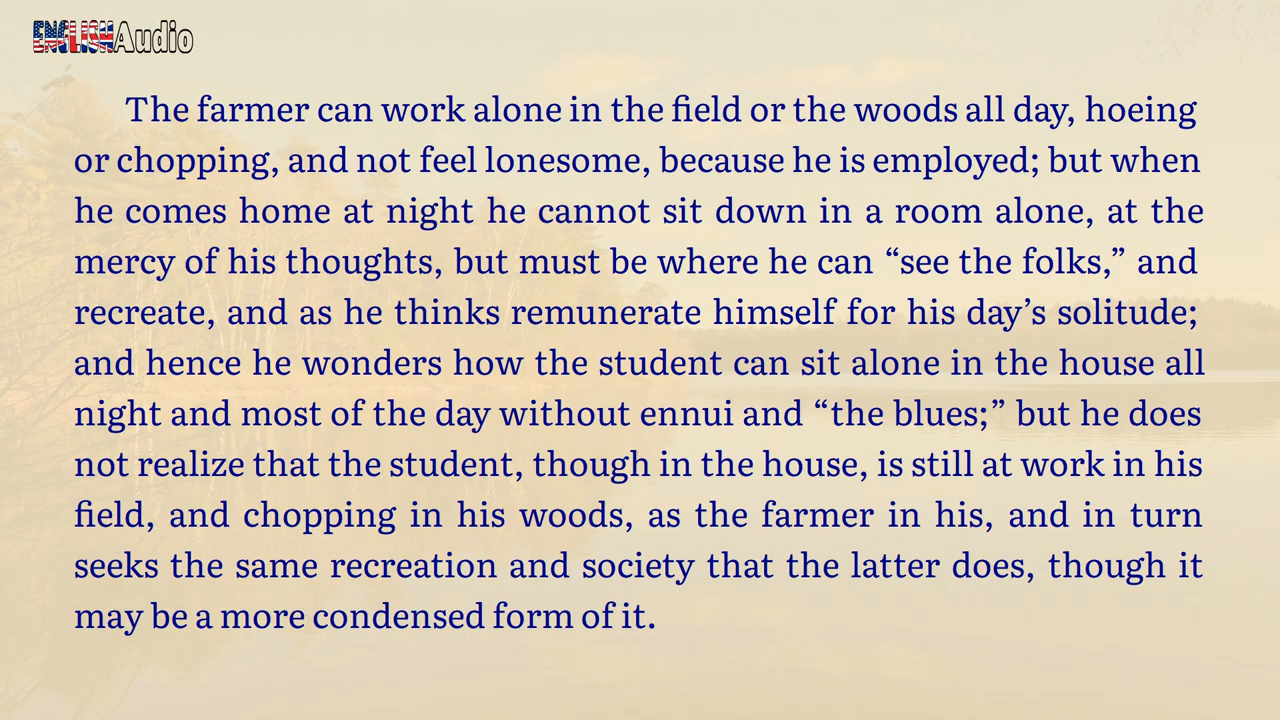 ENGLISHAudio
The farmer can work alone in the field or the woods all day, hoeing
or chopping, and not feel lonesome, because he is employed; but when
he comes home at night he cannot sit down in a room alone, at the
mercy of his thoughts, but must be where he can “see the folks,” and
recreate, and as he thinks remunerate himself for his day’s solitude;
and hence he wonders how the student can sit alone in the house all
night and most of the day without ennui and “the blues;” but he does
not realize that the student, though in the house, is still at work in his
field, and chopping in his woods, as the farmer in his, and in turn
seeks the same recreation and society that the latter does, though it
may be a more condensed form of it.